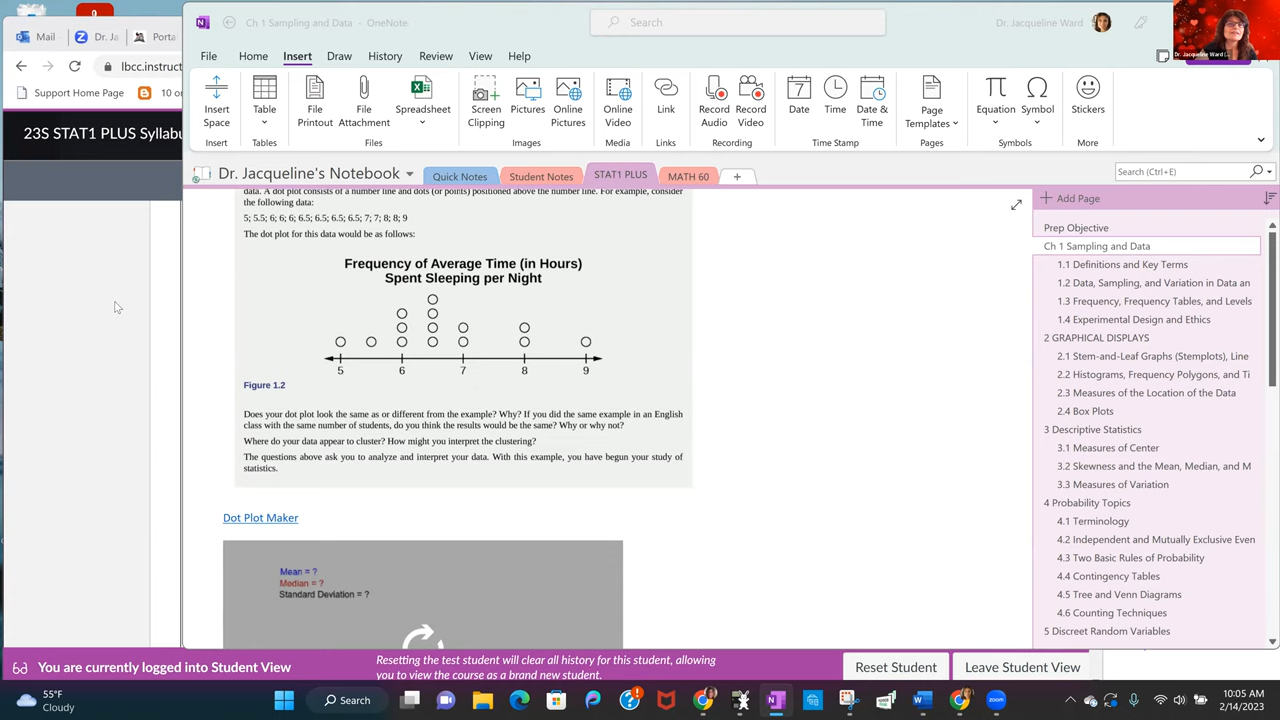 Ch 1 Sampling and Data - OneNote
Search
Dr. Jacqueline Ward
Mail
Dr. Ja
Porta
File Home Insert Draw History Review View Help
lbcc.instruc
Support Home Page
10 or
Insert Space
Table
File Printout
File Attachment
Spreadsheet
Screen Clipping
Pictures
Online Pictures
Online Video
Link
Record Audio
Record Video
Date
Time
Date & Time
Page Templates
Equation
Symbol
Stickers
Insert Tables Files Images Media Links Recording Time Stamp Pages Symbols More
23S STAT1 PLUS Syllabu
Dr. Jacqueline's Notebook
Quick Notes
Student Notes
STAT1 PLUS
MATH 60
Search (Ctrl+E)
data. A dot plot consists of a number line and dots (or points) positioned above the number line. For example, consider
the following data:
5; 5.5; 6; 6; 6; 6.5; 6.5; 6.5; 6.5; 7; 7; 8; 8; 9
The dot plot for this data would be as follows:
Frequency of Average Time (in Hours)
Spent Sleeping per Night
5 6 7 8 9
Figure 1.2
Does your dot plot look the same as or different from the example? Why? If you did the same example in an English
class with the same number of students, do you think the results would be the same? Why or why not?
Where do your data appear to cluster? How might you interpret the clustering?
The questions above ask you to analyze and interpret your data. With this example, you have begun your study of
statistics.
Dot Plot Maker
Mean = ?
Median = ?
Standard Deviation = ?
Add Page
Prep Objective
Ch 1 Sampling and Data
1.1 Definitions and Key Terms
1.2 Data, Sampling, and Variation in Data an
1.3 Frequency, Frequency Tables, and Levels
1.4 Experimental Design and Ethics
2 GRAPHICAL DISPLAYS
2.1 Stem-and-Leaf Graphs (Stemplots), Line
2.2 Histograms, Frequency Polygons, and Ti
2.3 Measures of the Location of the Data
2.4 Box Plots
3 Descriptive Statistics
3.1 Measures of Center
3.2 Skewness and the Mean, Median, and M
3.3 Measures of Variation
4 Probability Topics
4.1 Terminology
4.2 Independent and Mutually Exclusive Even
4.3 Two Basic Rules of Probability
4.4 Contingency Tables
4.5 Tree and Venn Diagrams
4.6 Counting Techniques
5 Discreet Random Variables
You are currently logged into Student View
Resetting the test student will clear all history for this student, allowing
you to view the course as a brand new student.
Reset Student
Leave Student View
55°F
Cloudy
Search
10:05 AM
2/14/2023